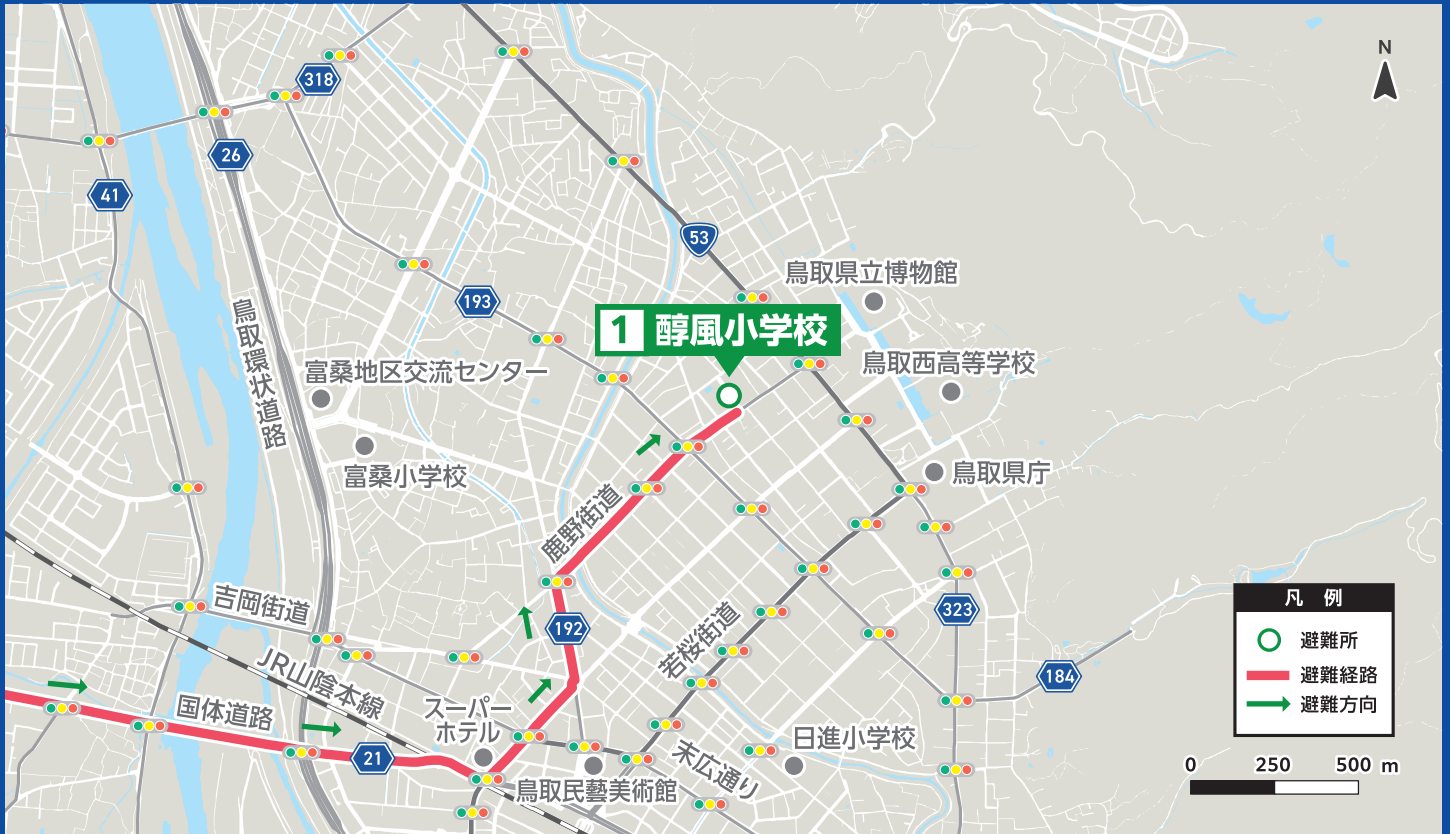 N
318
26
41
53
鳥取県立博物館
193
1 醇風小学校
鳥取環状道路
鳥取西高等学校
富桑地区交流センター
富桑小学校
鳥取県庁
鹿野街道
吉岡街道
192
323
若桜街道
凡 例
避難所
避難経路
避難方向
JR山陰本線
184
国体道路
スーパー
ホテル
21
末広通り
日進小学校
鳥取民藝美術館
0 250 500 m